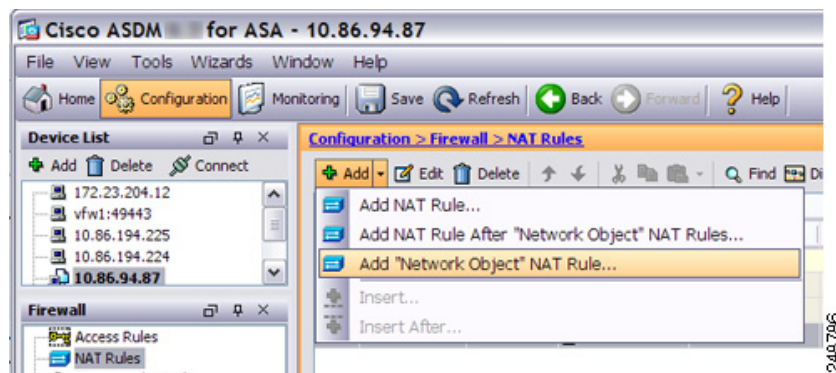 Cisco ASDM for ASA - 10.86.94.87
File View Tools Wizards Window Help
Home Configuration Monitoring Save Refresh Back Forward Help
Device List
Add Delete Connect
172.23.204.12
vfw1:49443
10.86.194.225
10.86.194.224
10.86.94.87
Firewall
Access Rules
NAT Rules
Configuration > Firewall > NAT Rules
Add Edit Delete Find Di
Add NAT Rule...
Add NAT Rule After "Network Object" NAT Rules...
Add "Network Object" NAT Rule...
Insert...
Insert After...
248796